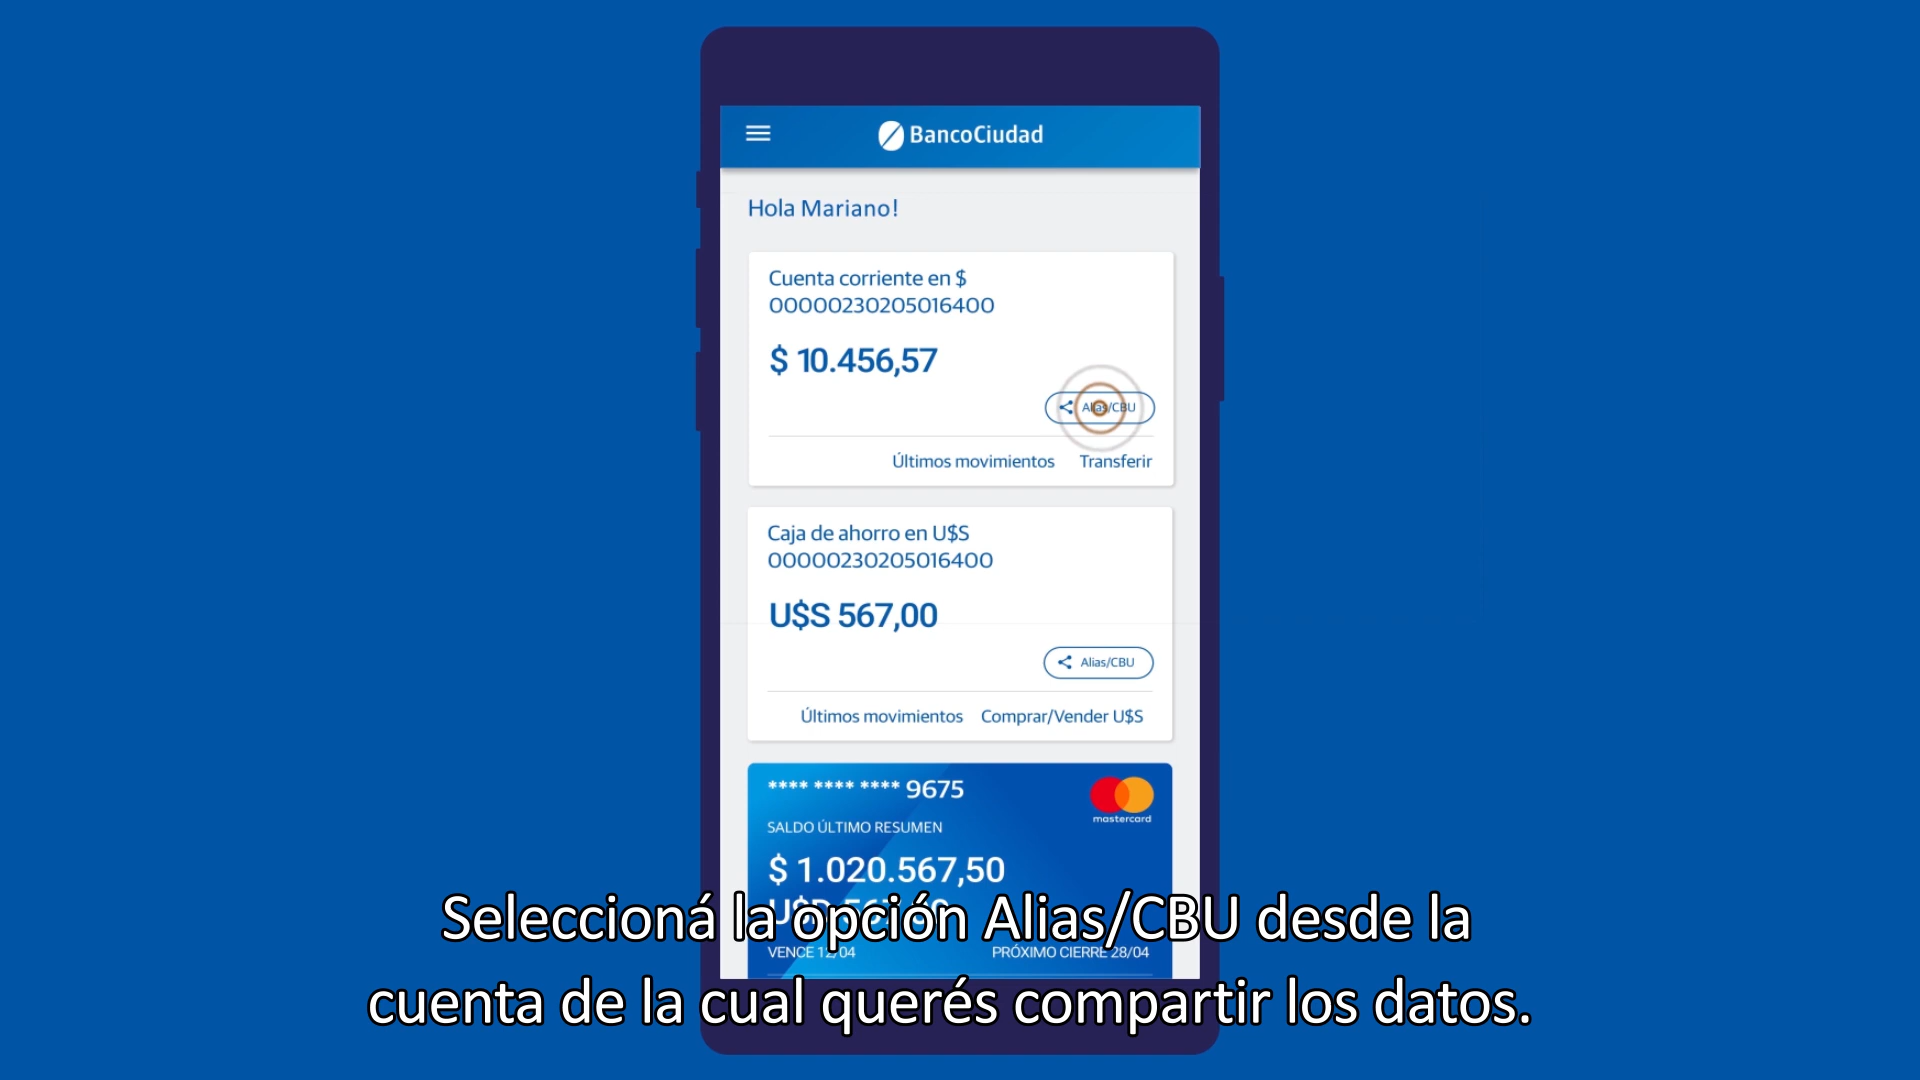 BancoCiudad
Hola Mariano!
Cuenta corriente en $
00000230205016400
$ 10.456,57
Alias/CBU
Últimos movimientos Transferir
Caja de ahorro en U$S
00000230205016400
U$S 567,00
Alias/CBU
Últimos movimientos Comprar/Vender U$S
**** **** **** 9675
mastercard
SALDO ÚLTIMO RESUMEN
$ 1.020.567,50
Seleccioná la opción Alias/CBU desde la
VENCE 12/04 PRÓXIMO CIERRE 28/04
cuenta de la cual querés compartir los datos.